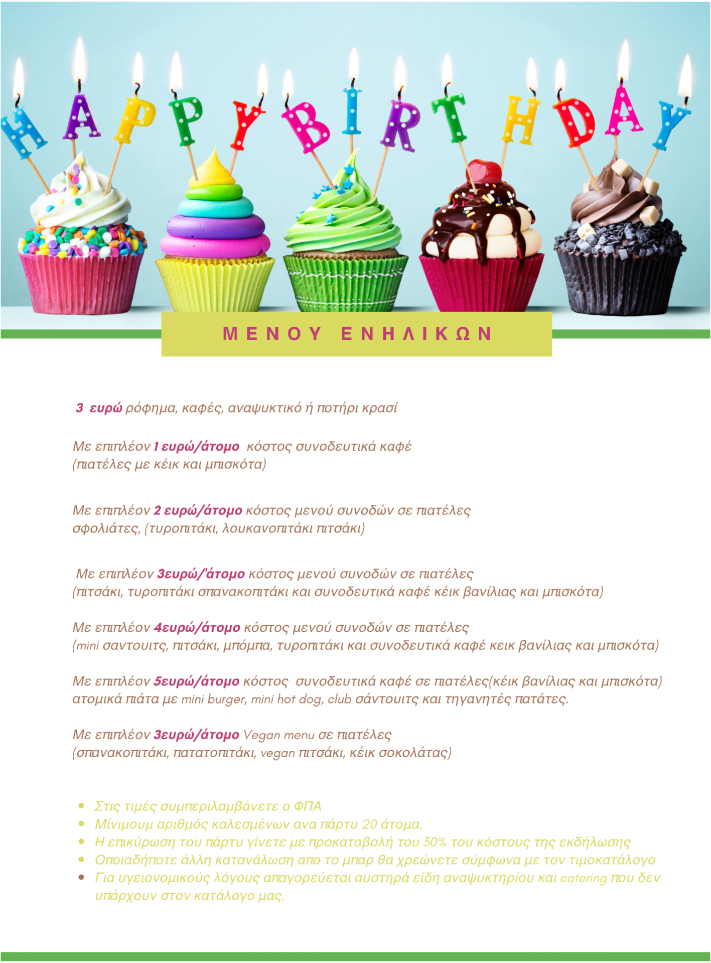 HAPPY BIRTHDAY
ΜΕΝΟΥ ΕΝΗΛΙΚΩΝ
3 ευρώ ρόφημα, καφές, αναψυκτικό ή ποτήρι κρασί
Με επιπλέον 1 ευρώ/άτομο κόστος συνοδευτικά καφέ
(πιατέλες με κέικ και μπισκότα)
Με επιπλέον 2 ευρώ/άτομο κόστος μενού συνοδών σε πιατέλες
σφολιάτες, (τυροπιτάκι, λουκανοπιτάκι πιτσάκι)
Με επιπλέον 3ευρώ/'άτομο κόστος μενού συνοδών σε πιατέλες
(πιτσάκι, τυροπιτάκι σπανακοπιτάκι και συνοδευτικά καφέ κέικ βανίλιας και μπισκότα)
Με επιπλέον 4ευρώ/άτομο κόστος μενού συνοδών σε πιατέλες
(mini σαντουιτς, πιτσάκι, μπόμπα, τυροπιτάκι και συνοδευτικά καφέ κεικ βανίλιας και μπισκότα)
Με επιπλέον 5ευρώ/άτομο κόστος συνοδευτικά καφέ σε πιατέλες(κέικ βανίλιας και μπισκότα)
ατομικά πιάτα με mini burger, mini hot dog, club σάντουιτς και τηγανητές πατάτες.
Με επιπλέον 3ευρώ/άτομο Vegan menu σε πιατέλες
(σπανακοπιτάκι, πατατοπιτάκι, vegan πιτσάκι, κέικ σοκολάτας)
• Στις τιμές συμπεριλαμβάνετε ο ΦΠΑ
• Μίνιμουμ αριθμός καλεσμένων ανα πάρτυ 20 άτομα.
• Η επικύρωση του πάρτυ γίνετε με προκαταβολή του 30% του κόστους της εκδήλωσης
• Οποιαδήποτε άλλη κατανάλωση απο το μπαρ θα χρεώνετε σύμφωνα με τον τιμοκατάλογο
• Για υγειονομικούς λόγους απαγορεύεται αυστηρά είδη αναψυκτηρίου και catering που δεν
υπάρχουν στον κατάλογο μας.